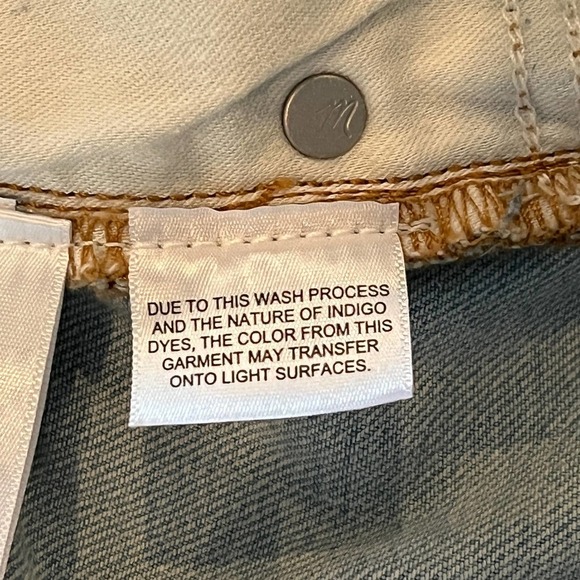 M
DUE TO THIS WASH PROCESS
AND THE NATURE OF INDIGO
DYES, THE COLOR FROM THIS
GARMENT MAY TRANSFER
ONTO LIGHT SURFACES.